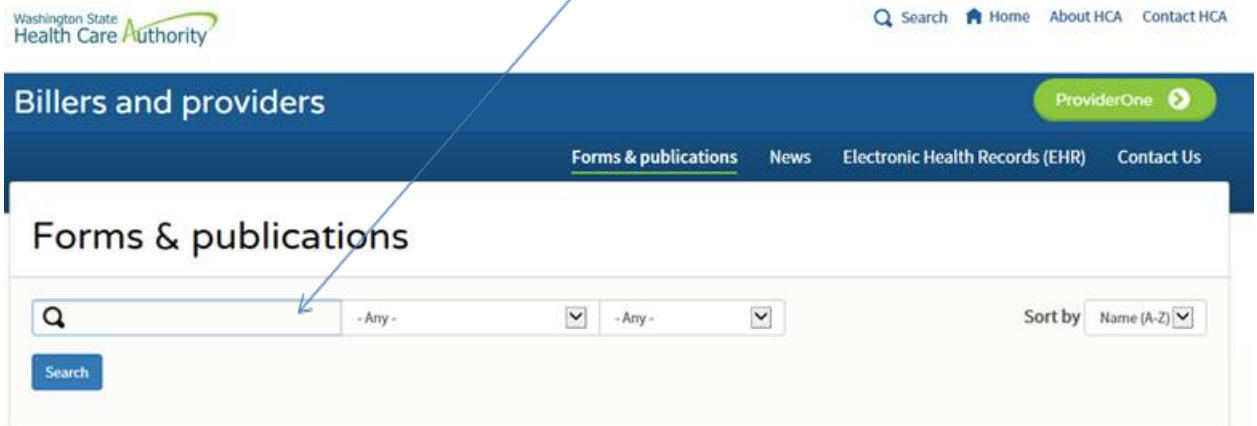 Washington State
Health Care Authority
Search Home About HCA Contact HCA
Billers and providers
ProviderOne
Forms & publications News Electronic Health Records (EHR) Contact Us
Forms & publications
- Any - - Any - Sort by Name (A-Z)
Search